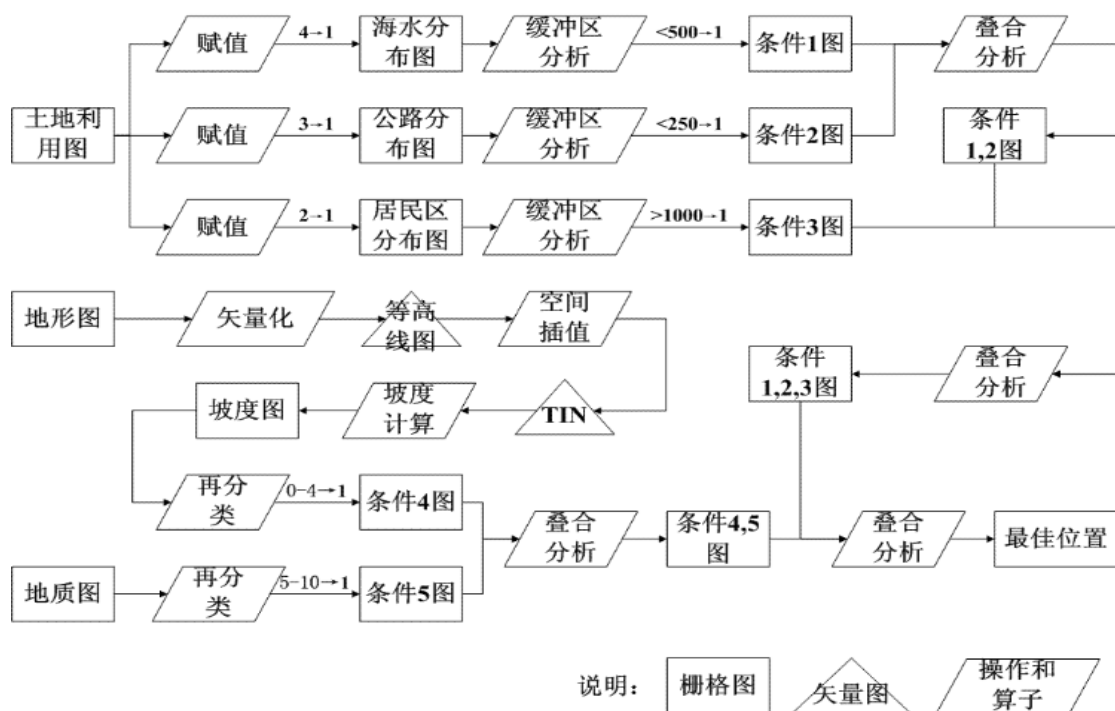 赋值
4→1
海水分
布图
缓冲区
分析
<500→1
条件1图
叠合
分析
土地利
用图
赋值
3→1
公路分
布图
缓冲区
分析
<250→1
条件2图
条件
1,2图
赋值
2→1
居民区
分布图
缓冲区
分析
>1000→1
条件3图
地形图
矢量化
等高
线图
空间
插值
条件
1,2,3图
叠合
分析
坡度图
坡度
计算
TIN
再分
类
0-4→1
条件4图
叠合
分析
条件4,5
图
叠合
分析
最佳位置
地质图
再分
类
5-10→1
条件5图
说明：
栅格图
矢量图
操作和
算子